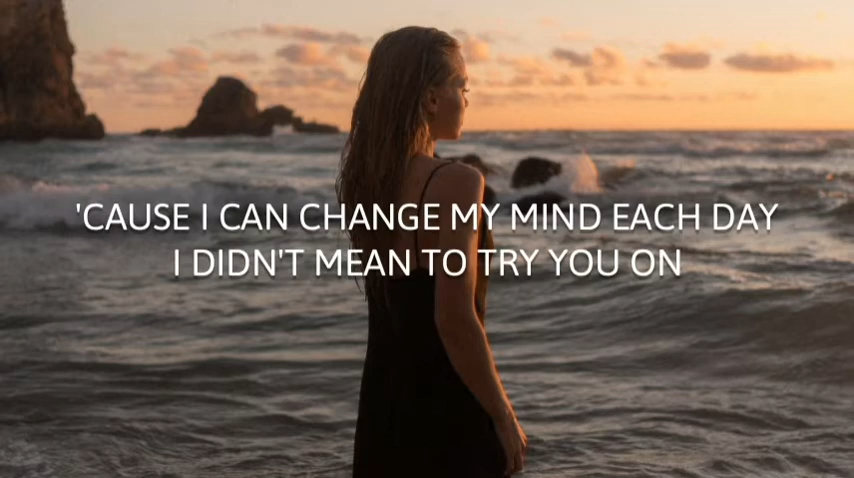 'CAUSE I CAN CHANGE MY MIND EACH DAY
I DIDN'T MEAN TO TRY YOU ON